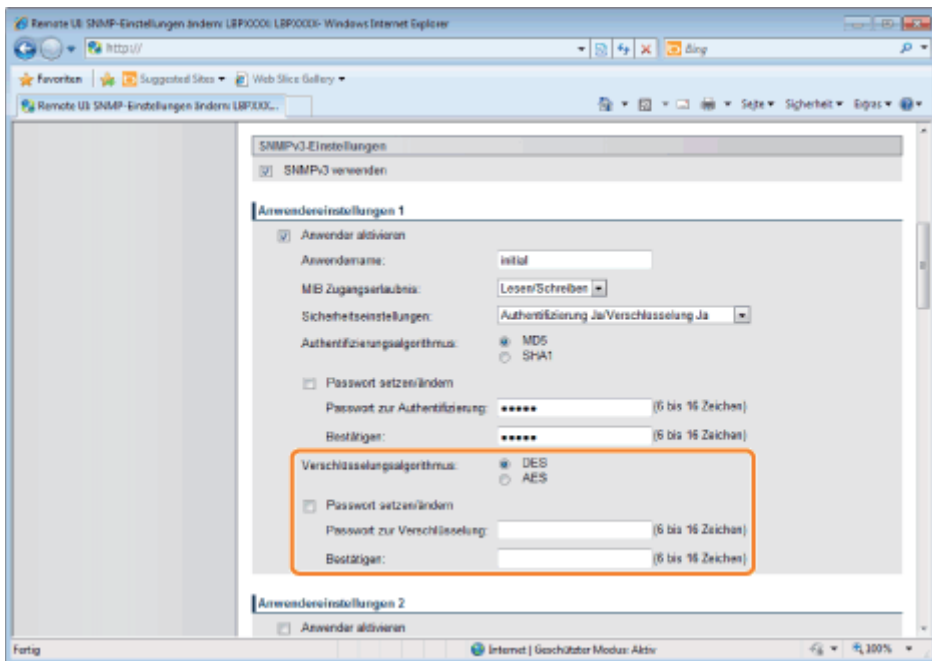 Remote UI: SNMP-Einstellungen ändern: LBPXXXX: LBPXXXX- Windows Internet Explorer
http://
Bing
Favoriten Suggested Sites Web Slice Gallery
Remote UI: SNMP-Einstellungen ändern: LBPXXX...
Seite Sicherheit Extras
SNMPv3-Einstellungen
SNMPv3 verwenden
Anwendereinstellungen 1
Anwender aktivieren
Anwendername: initial
MIB Zugangserlaubnis: Lesen/Schreiben
Sicherheitseinstellungen: Authentifizierung Ja/Verschlüsselung Ja
Authentifizierungsalgorithmus: MD5
SHA1
Passwort setzen/ändern
Passwort zur Authentifizierung: ●●●●● (6 bis 16 Zeichen)
Bestätigen: ●●●●● (6 bis 16 Zeichen)
Verschlüsselungsalgorithmus: DES
AES
Passwort setzen/ändern
Passwort zur Verschlüsselung: (6 bis 16 Zeichen)
Bestätigen: (6 bis 16 Zeichen)
Anwendereinstellungen 2
Anwender aktivieren
Fertig Internet | Geschützter Modus: Aktiv 100%